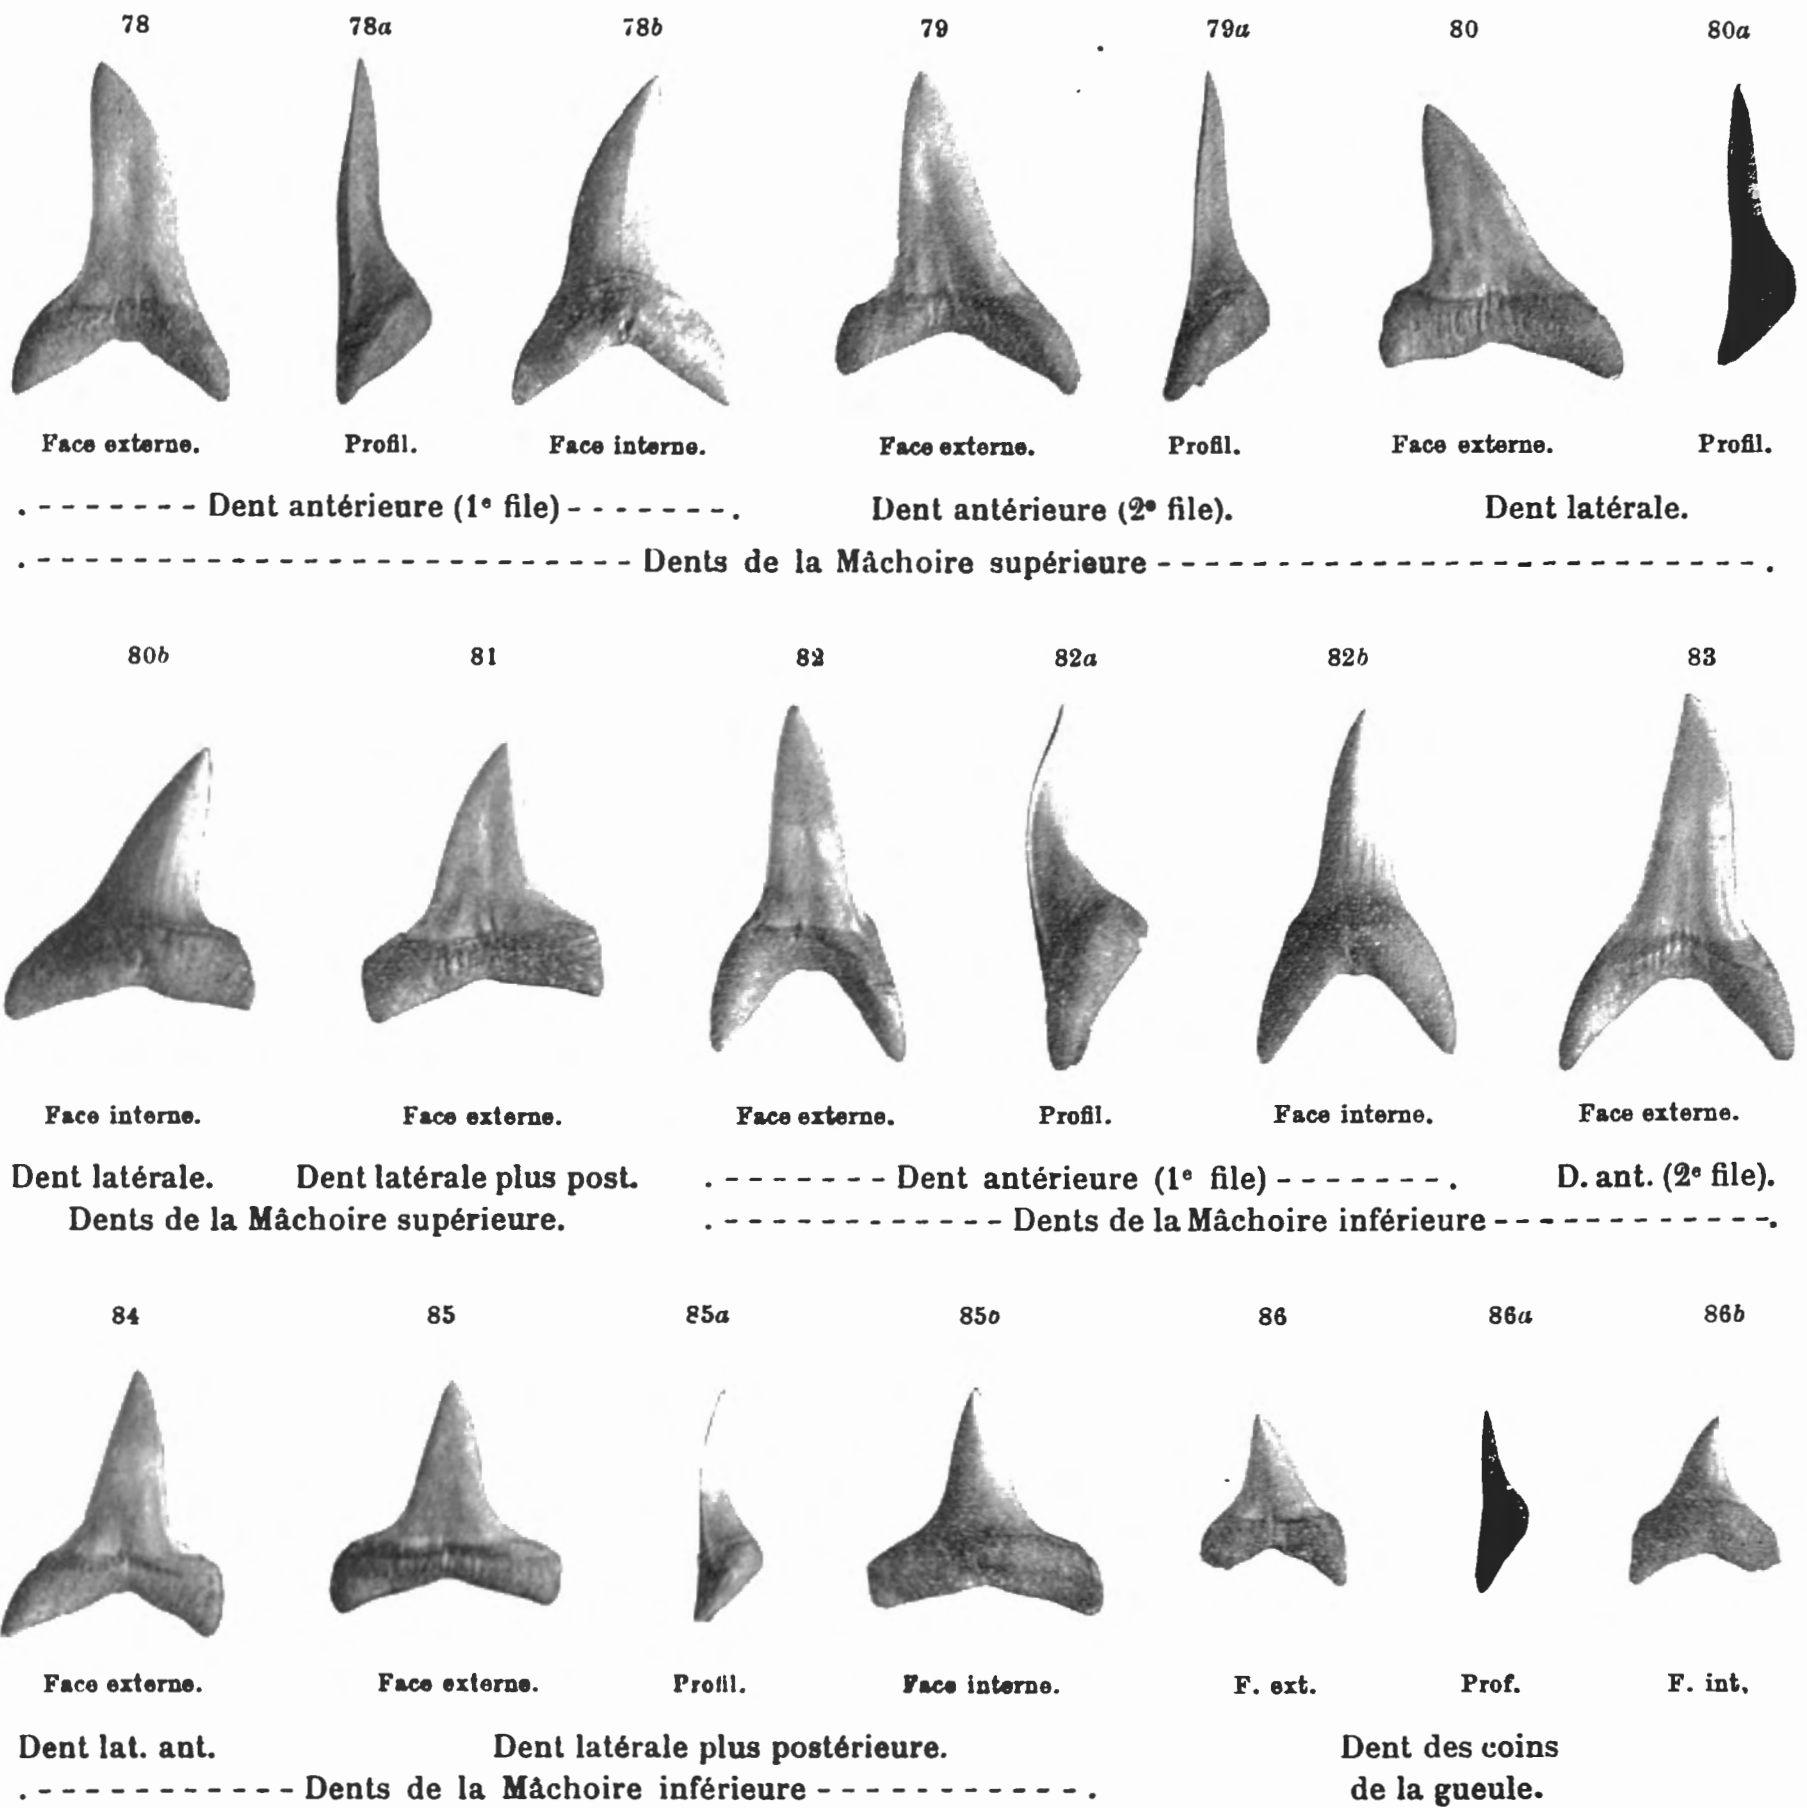 78 78a 78b 79 79a 80 80a
Face externe. Profil. Face interne. Face externe. Profil. Face externe. Profil.
. - - - - - - - Dent antérieure (1e file) - - - - - - - . Dent antérieure (2e file). Dent latérale.
. - - - - - - - - - - - - - - - - - - - - - - - - - Dents de la Mâchoire supérieure - - - - - - - - - - - - - - - - - - - - - - - - - .
80b 81 82 82a 82b 83
Face interne. Face externe. Face externe. Profil. Face interne. Face externe.
Dent latérale. Dent latérale plus post. . - - - - - - - Dent antérieure (1e file) - - - - - - - . D. ant. (2e file).
Dents de la Mâchoire supérieure. . - - - - - - - - - - - - Dents de la Mâchoire inférieure - - - - - - - - - - - - .
84 85 85a 85b 86 86a 86b
Face externe. Face externe. Profil. Face interne. F. ext. Prof. F. int.
Dent lat. ant. Dent latérale plus postérieure. Dent des coins
. - - - - - - - - - - - Dents de la Mâchoire inférieure - - - - - - - - - - - . de la gueule.